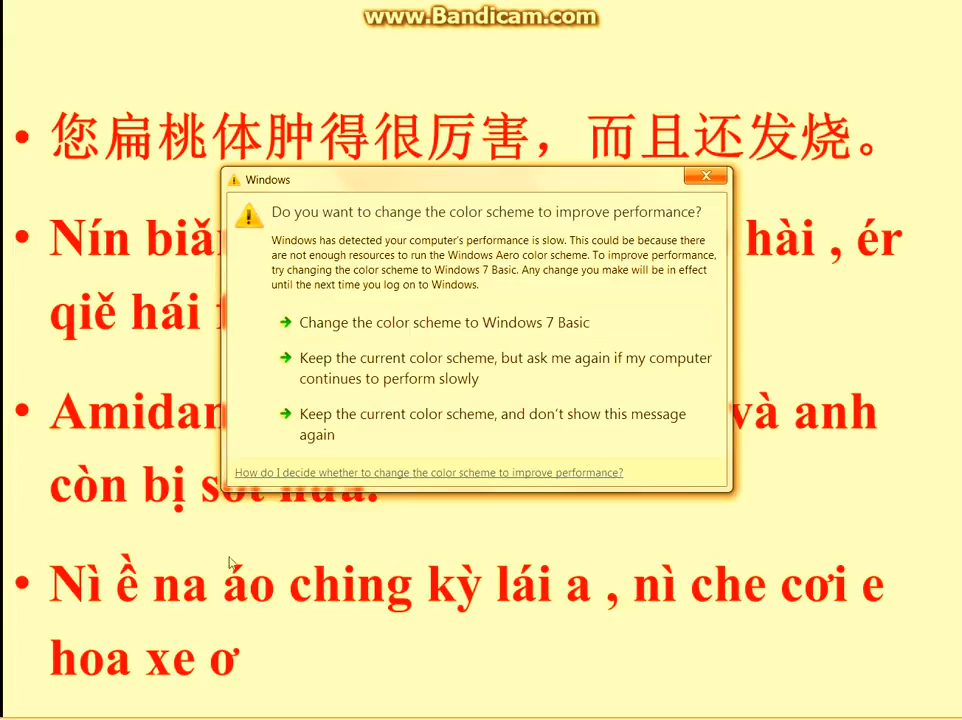 www.Bandicam.com
• 您扁桃体肿得很厉害，而且还发烧。
Windows
Do you want to change the color scheme to improve performance?
Windows has detected your computer's performance is slow. This could be because there
are not enough resources to run the Windows Aero color scheme. To improve performance,
try changing the color scheme to Windows 7 Basic. Any change you make will be in effect
until the next time you log on to Windows.
Change the color scheme to Windows 7 Basic
Keep the current color scheme, but ask me again if my computer
continues to perform slowly
Keep the current color scheme, and don't show this message
again
How do I decide whether to change the color scheme to improve performance?
• Nín hài , ér
qiě hái
• Amidan và anh
còn bị sốt nữa.
• Nì ề na áo ching kỳ lái a , nì che cơi e
hoa xe ơ